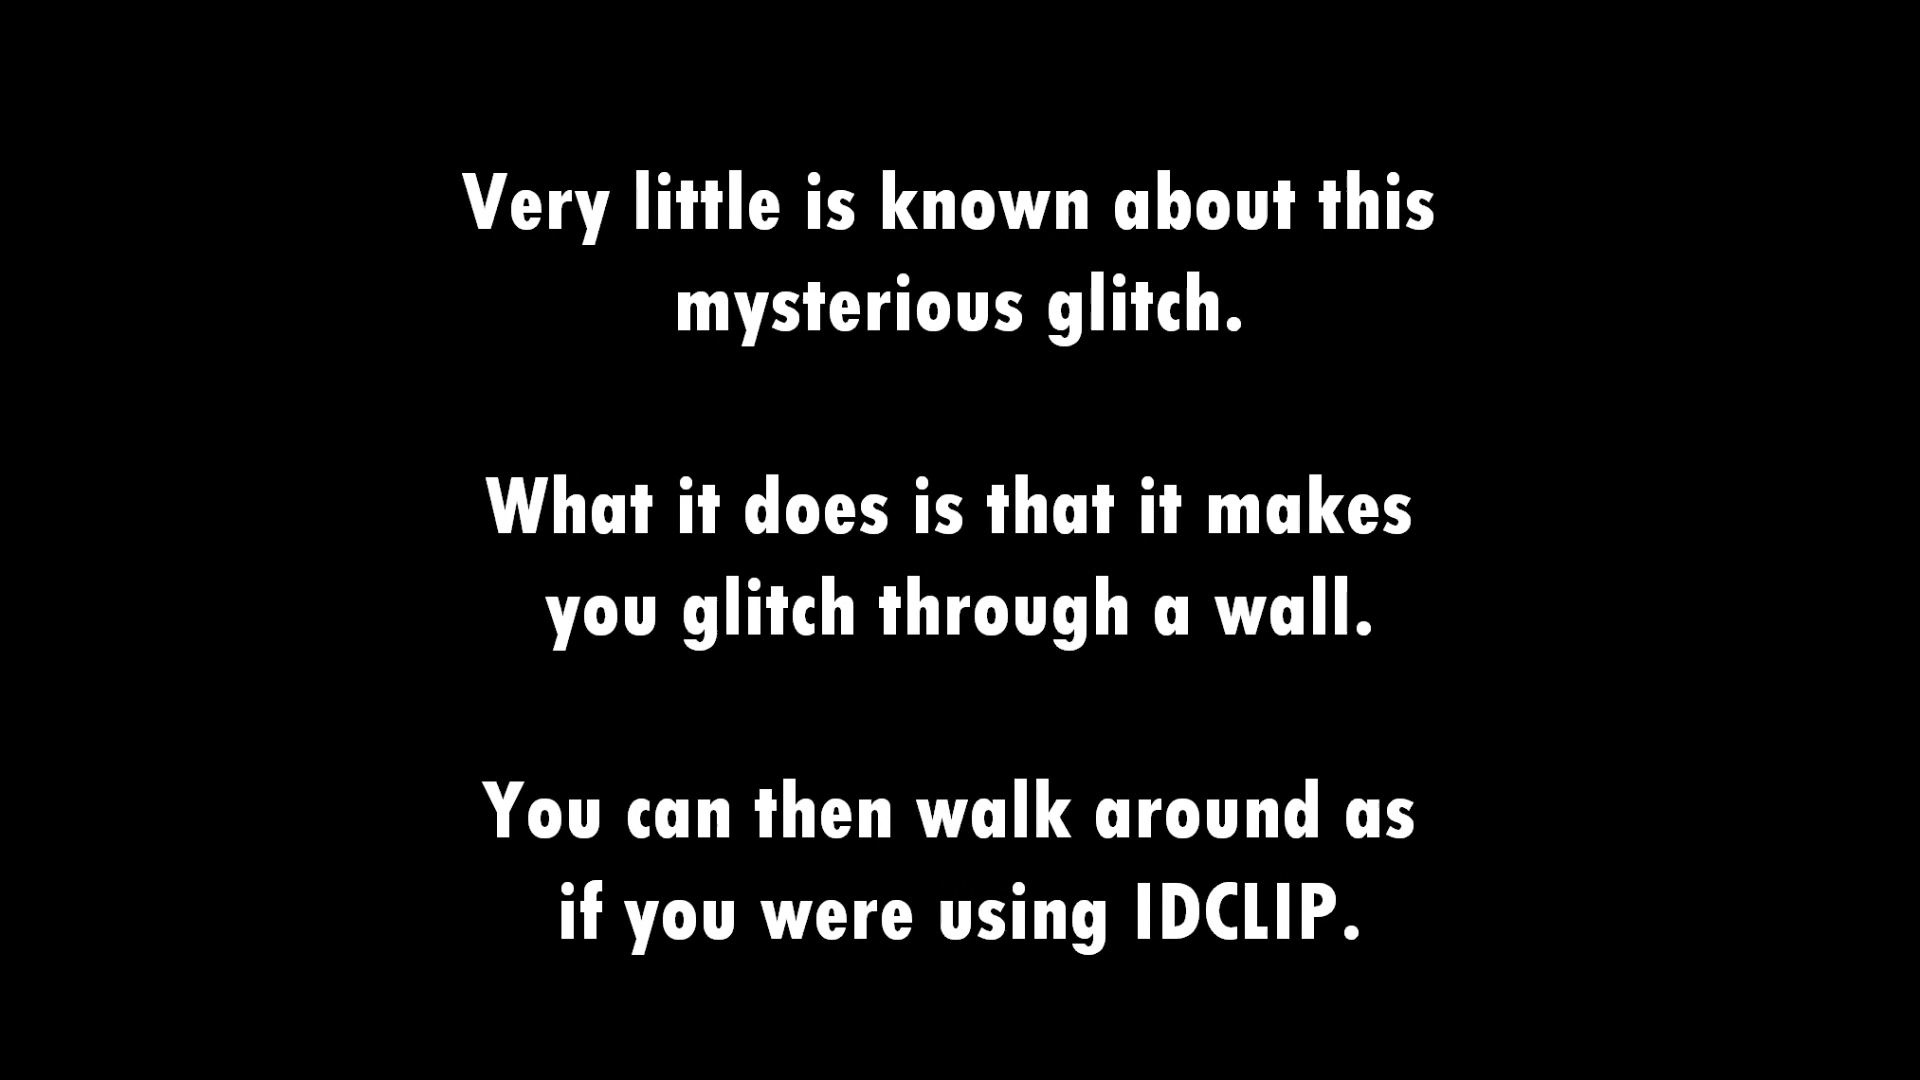 Very little is known about this
mysterious glitch.
What it does is that it makes
you glitch through a wall.
You can then walk around as
if you were using IDCLIP.